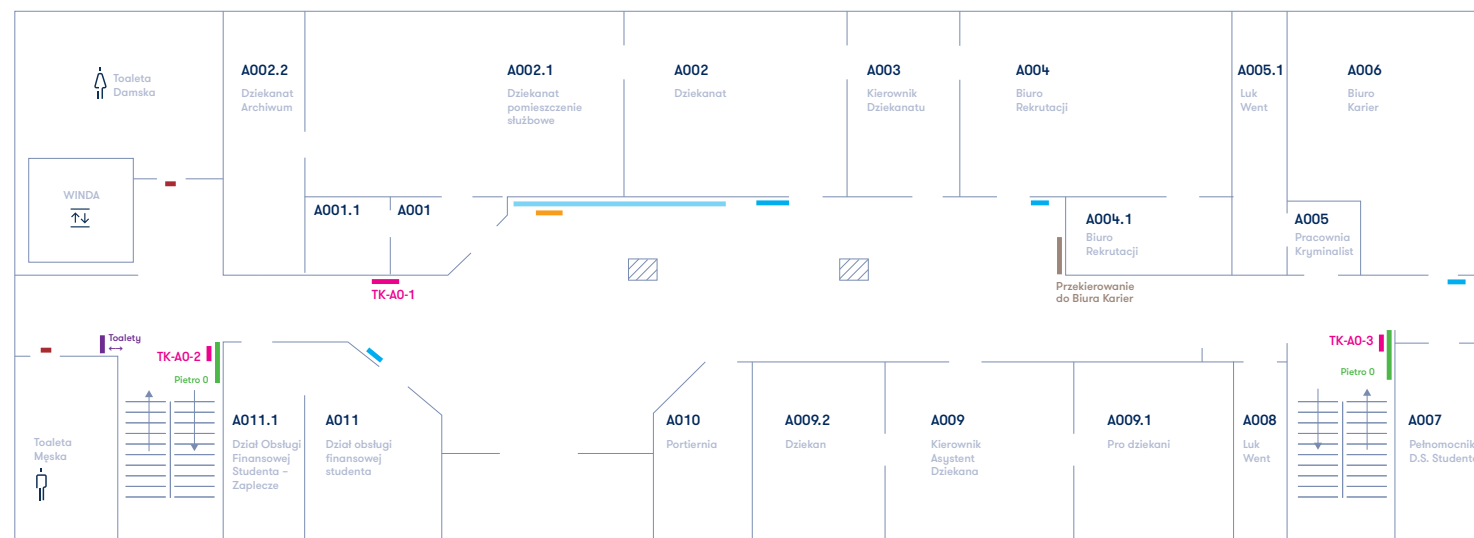 Toaleta
Damska
A002.2
Dziekanat
Archiwum
A002.1
Dziekanat
pomieszczenie
służbowe
A002
Dziekanat
A003
Kierownik
Dziekanatu
A004
Biuro
Rekrutacji
A005.1
Luk
Went
A006
Biuro
Karier
WINDA
A001.1
A001
A004.1
Biuro
Rekrutacji
A005
Pracownia
Kryminalist
TK-A0-1
Przekierowanie
do Biura Karier
Toalety
TK-A0-2
Pietro 0
TK-A0-3
Pietro 0
Toaleta
Męska
A011.1
Dział Obsługi
Finansowej
Studenta –
Zaplecze
A011
Dział obsługi
finansowej
studenta
A010
Portiernia
A009.2
Dziekan
A009
Kierownik
Asystent
Dziekana
A009.1
Pro dziekani
A008
Luk
Went
A007
Pełnomocnik
D.S. Studenta